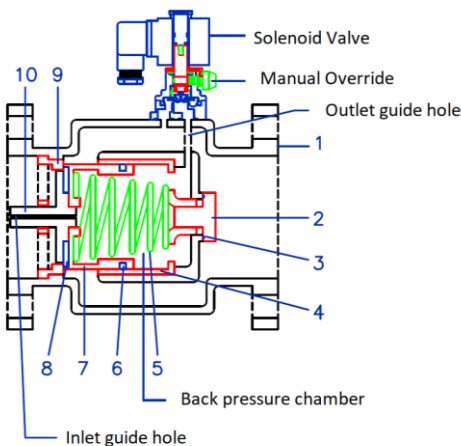 Solenoid Valve
Manual Override
10 9
Outlet guide hole
1
2
3
4
8 7 6 5
Back pressure chamber
Inlet guide hole